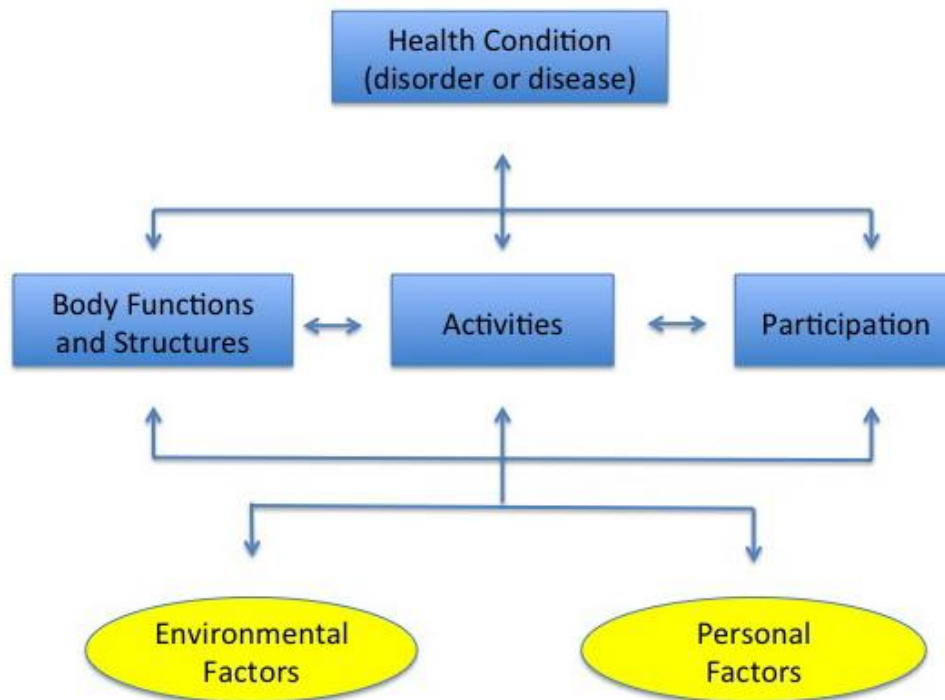 Health Condition
(disorder or disease)
Body Functions
and Structures
Activities
Participation
Environmental
Factors
Personal
Factors